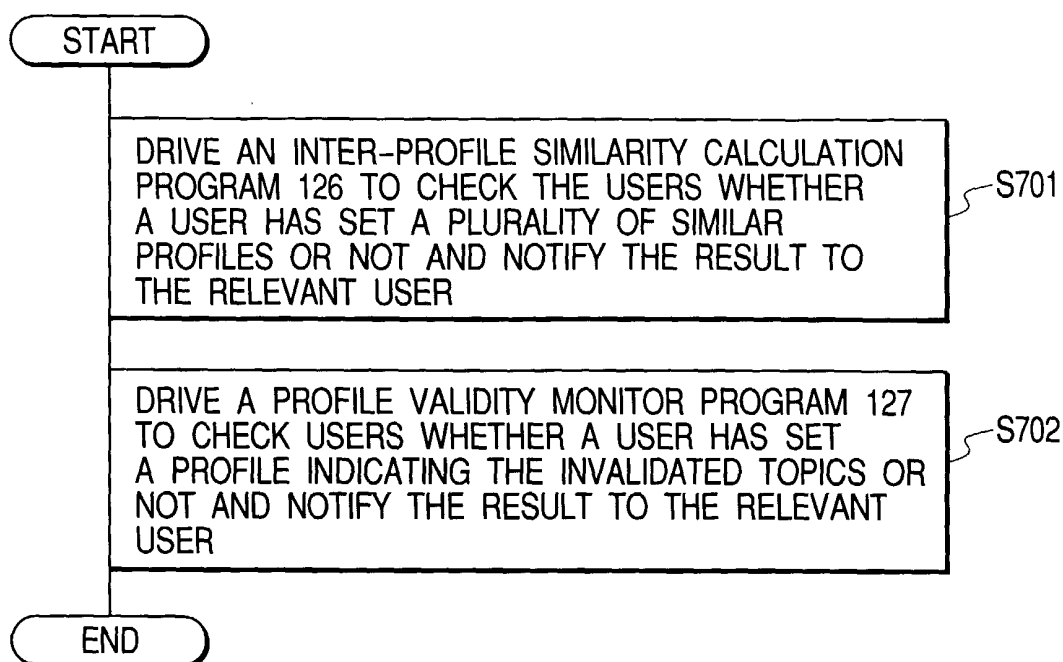 START
DRIVE AN INTER-PROFILE SIMILARITY CALCULATION
PROGRAM 126 TO CHECK THE USERS WHETHER
A USER HAS SET A PLURALITY OF SIMILAR
PROFILES OR NOT AND NOTIFY THE RESULT TO
THE RELEVANT USER
S701
DRIVE A PROFILE VALIDITY MONITOR PROGRAM 127
TO CHECK USERS WHETHER A USER HAS SET
A PROFILE INDICATING THE INVALIDATED TOPICS OR
NOT AND NOTIFY THE RESULT TO THE RELEVANT
USER
S702
END